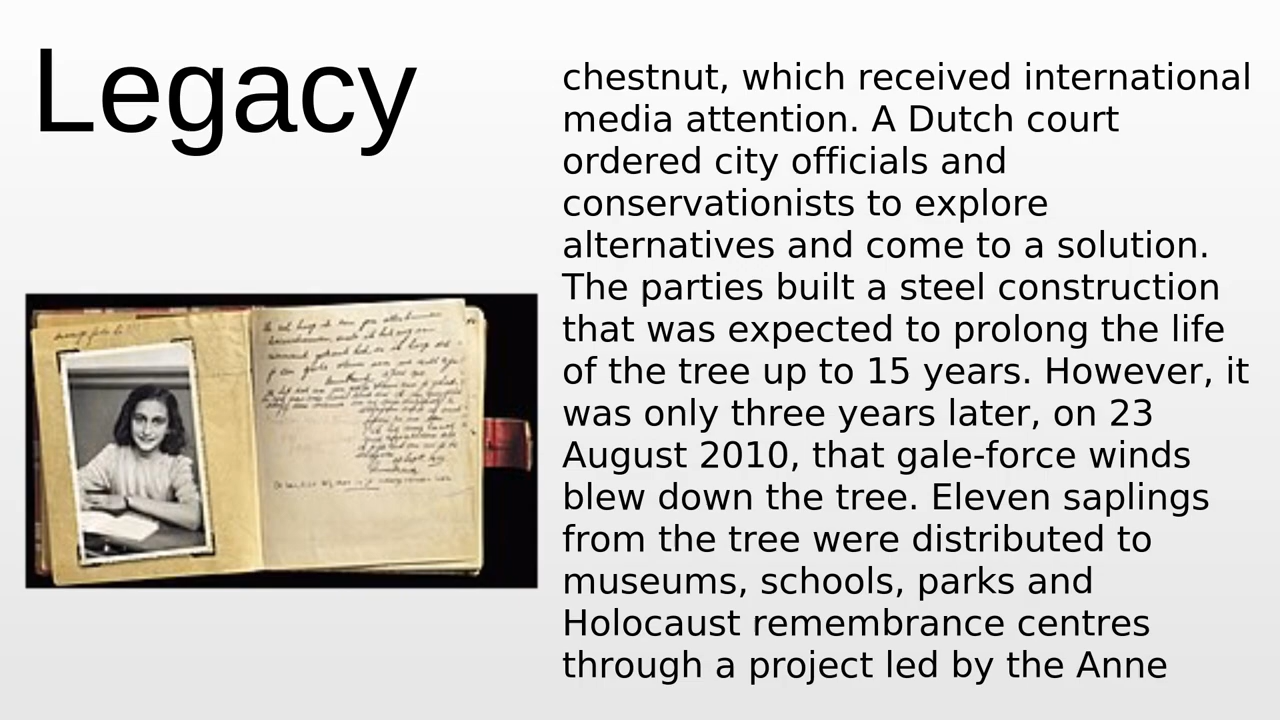 Legacy
chestnut, which received international
media attention. A Dutch court
ordered city officials and
conservationists to explore
alternatives and come to a solution.
The parties built a steel construction
that was expected to prolong the life
of the tree up to 15 years. However, it
was only three years later, on 23
August 2010, that gale-force winds
blew down the tree. Eleven saplings
from the tree were distributed to
museums, schools, parks and
Holocaust remembrance centres
through a project led by the Anne